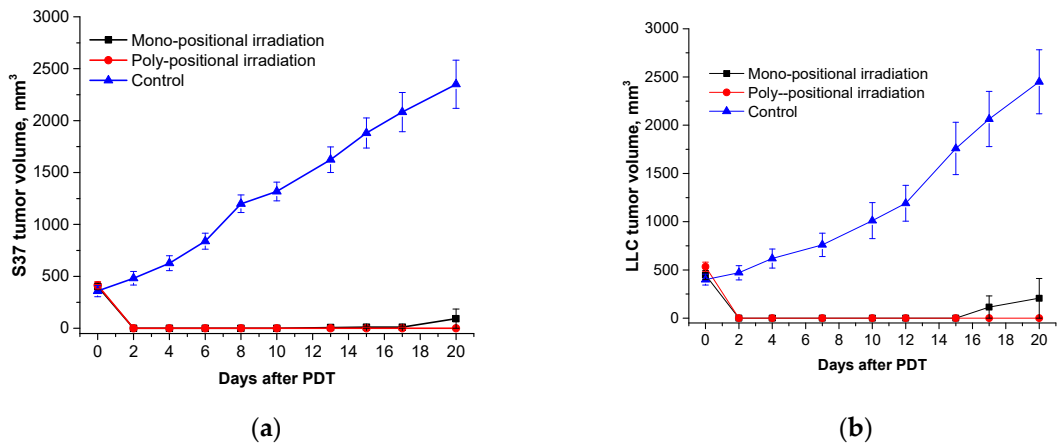 3000
2500
2000
1500
1000
500
0
S37 tumor volume, mm³
Mono-positional irradiation
Poly-positional irradiation
Control
0 2 4 6 8 10 12 14 16 18 20
Days after PDT
(a)
3000
2500
2000
1500
1000
500
0
LLC tumor volume, mm³
Mono-positional irradiation
Poly--positional irradiation
Control
0 2 4 6 8 10 12 14 16 18 20
Days after PDT
(b)